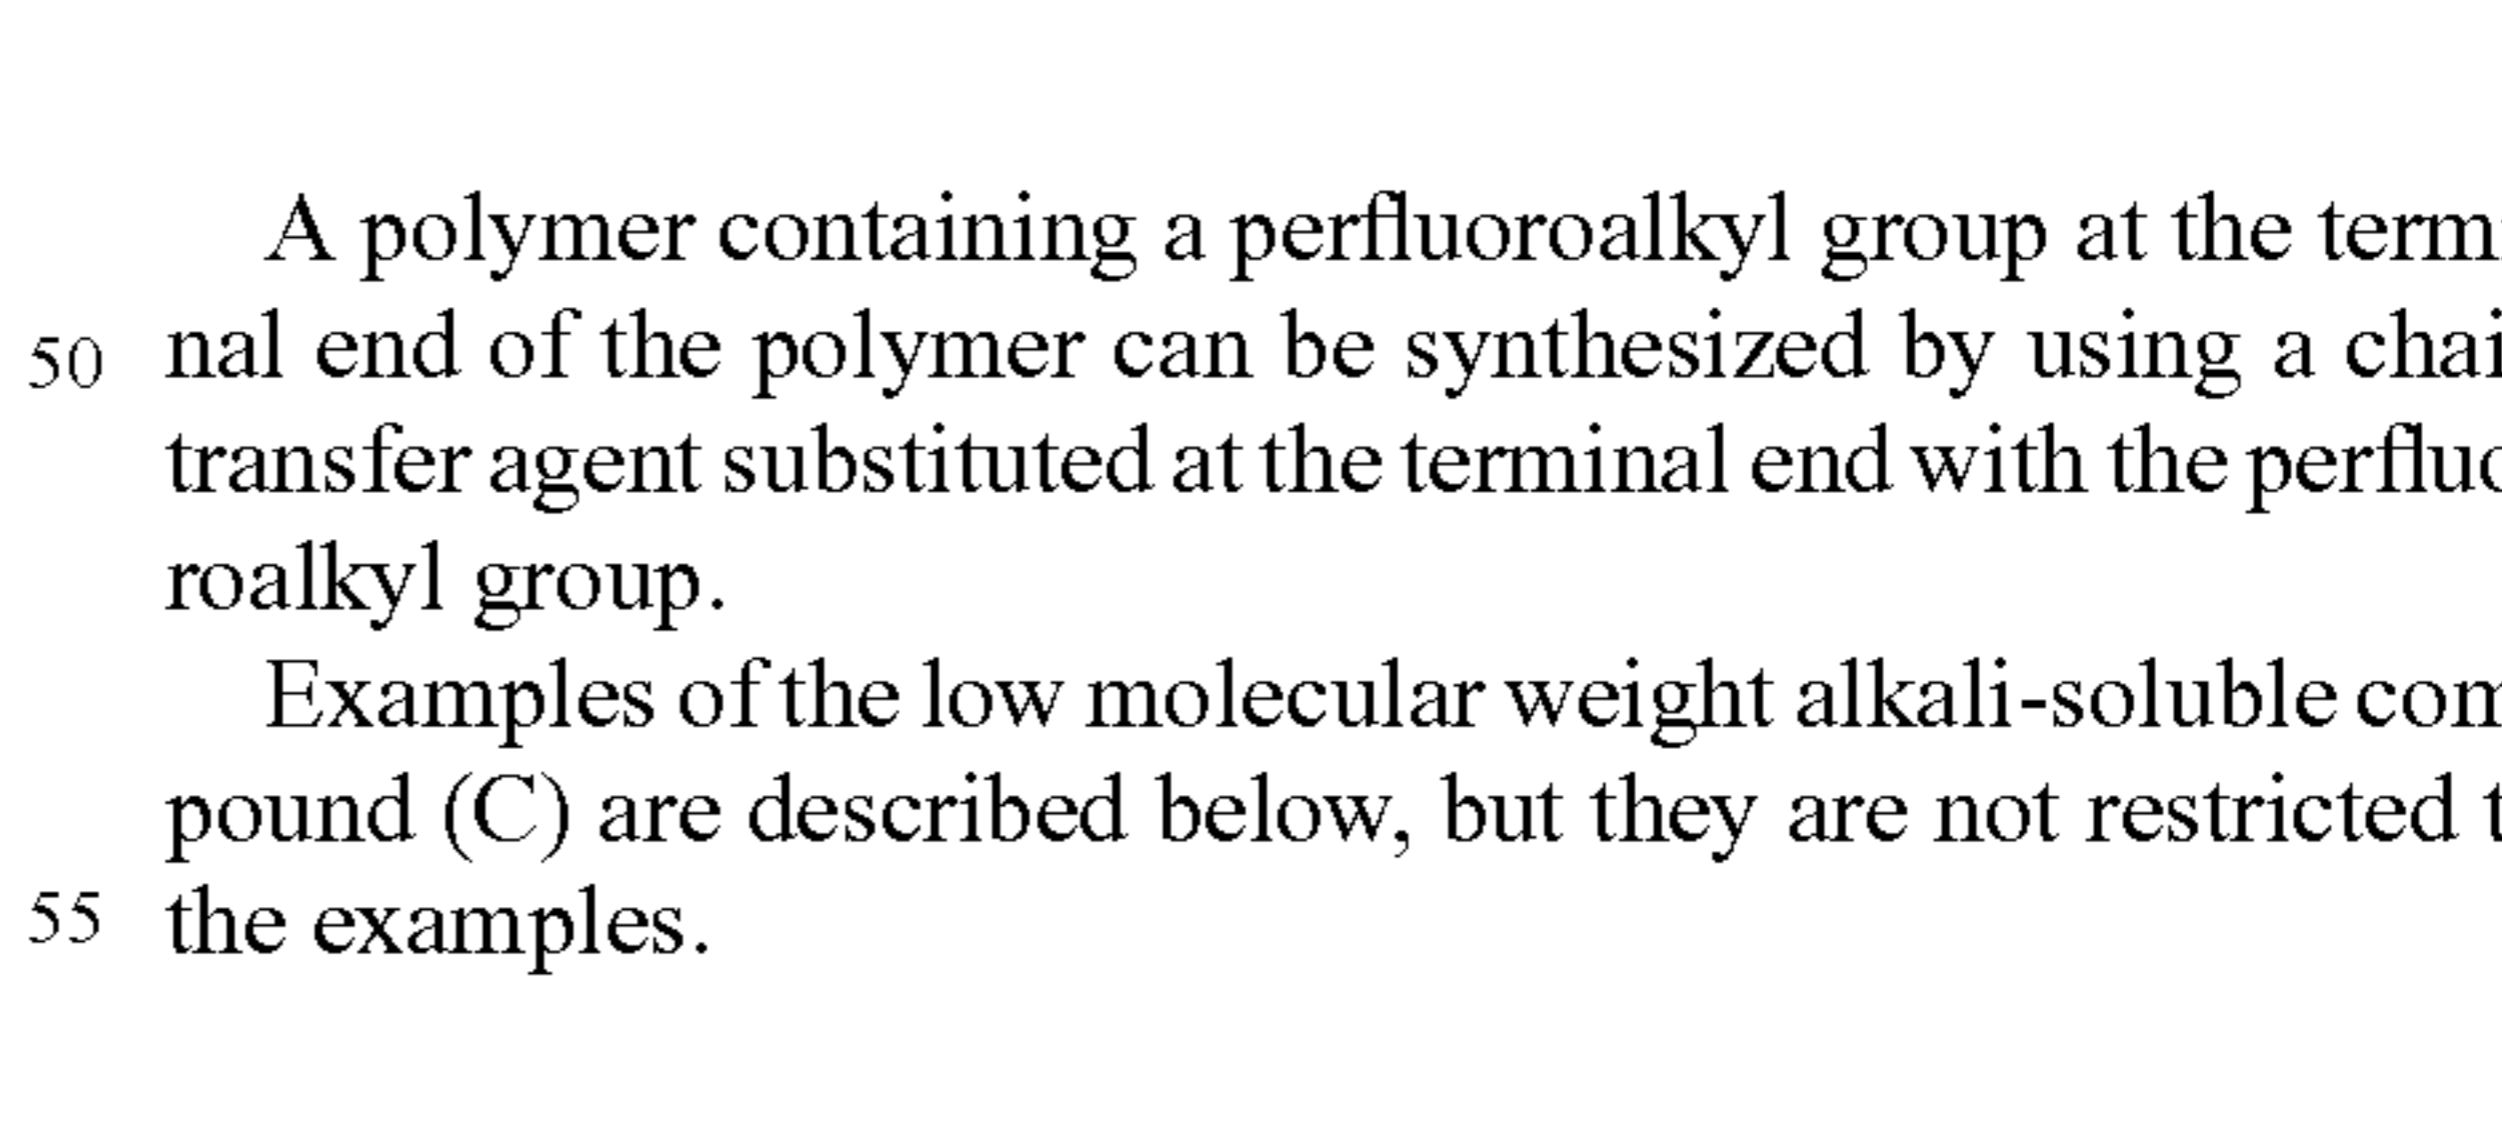 A polymer containing a perfluoroalkyl group at the term
50 nal end of the polymer can be synthesized by using a chai
transfer agent substituted at the terminal end with the perfluo
roalkyl group.
Examples of the low molecular weight alkali-soluble com
pound (C) are described below, but they are not restricted t
55 the examples.